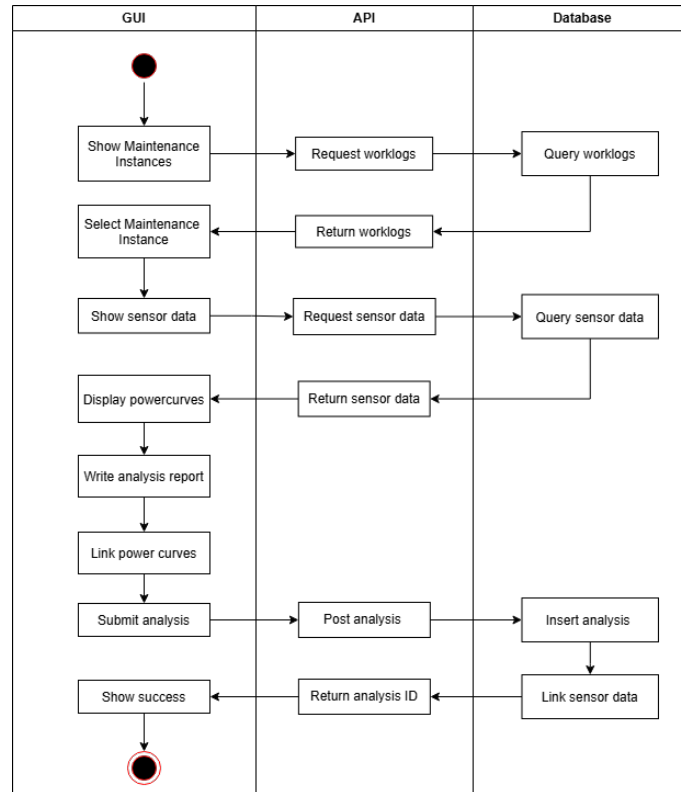 GUI
API
Database
Show Maintenance
Instances
Request worklogs
Query worklogs
Select Maintenance
Instance
Return worklogs
Show sensor data
Request sensor data
Query sensor data
Display powercurves
Return sensor data
Write analysis report
Link power curves
Submit analysis
Post analysis
Insert analysis
Show success
Return analysis ID
Link sensor data